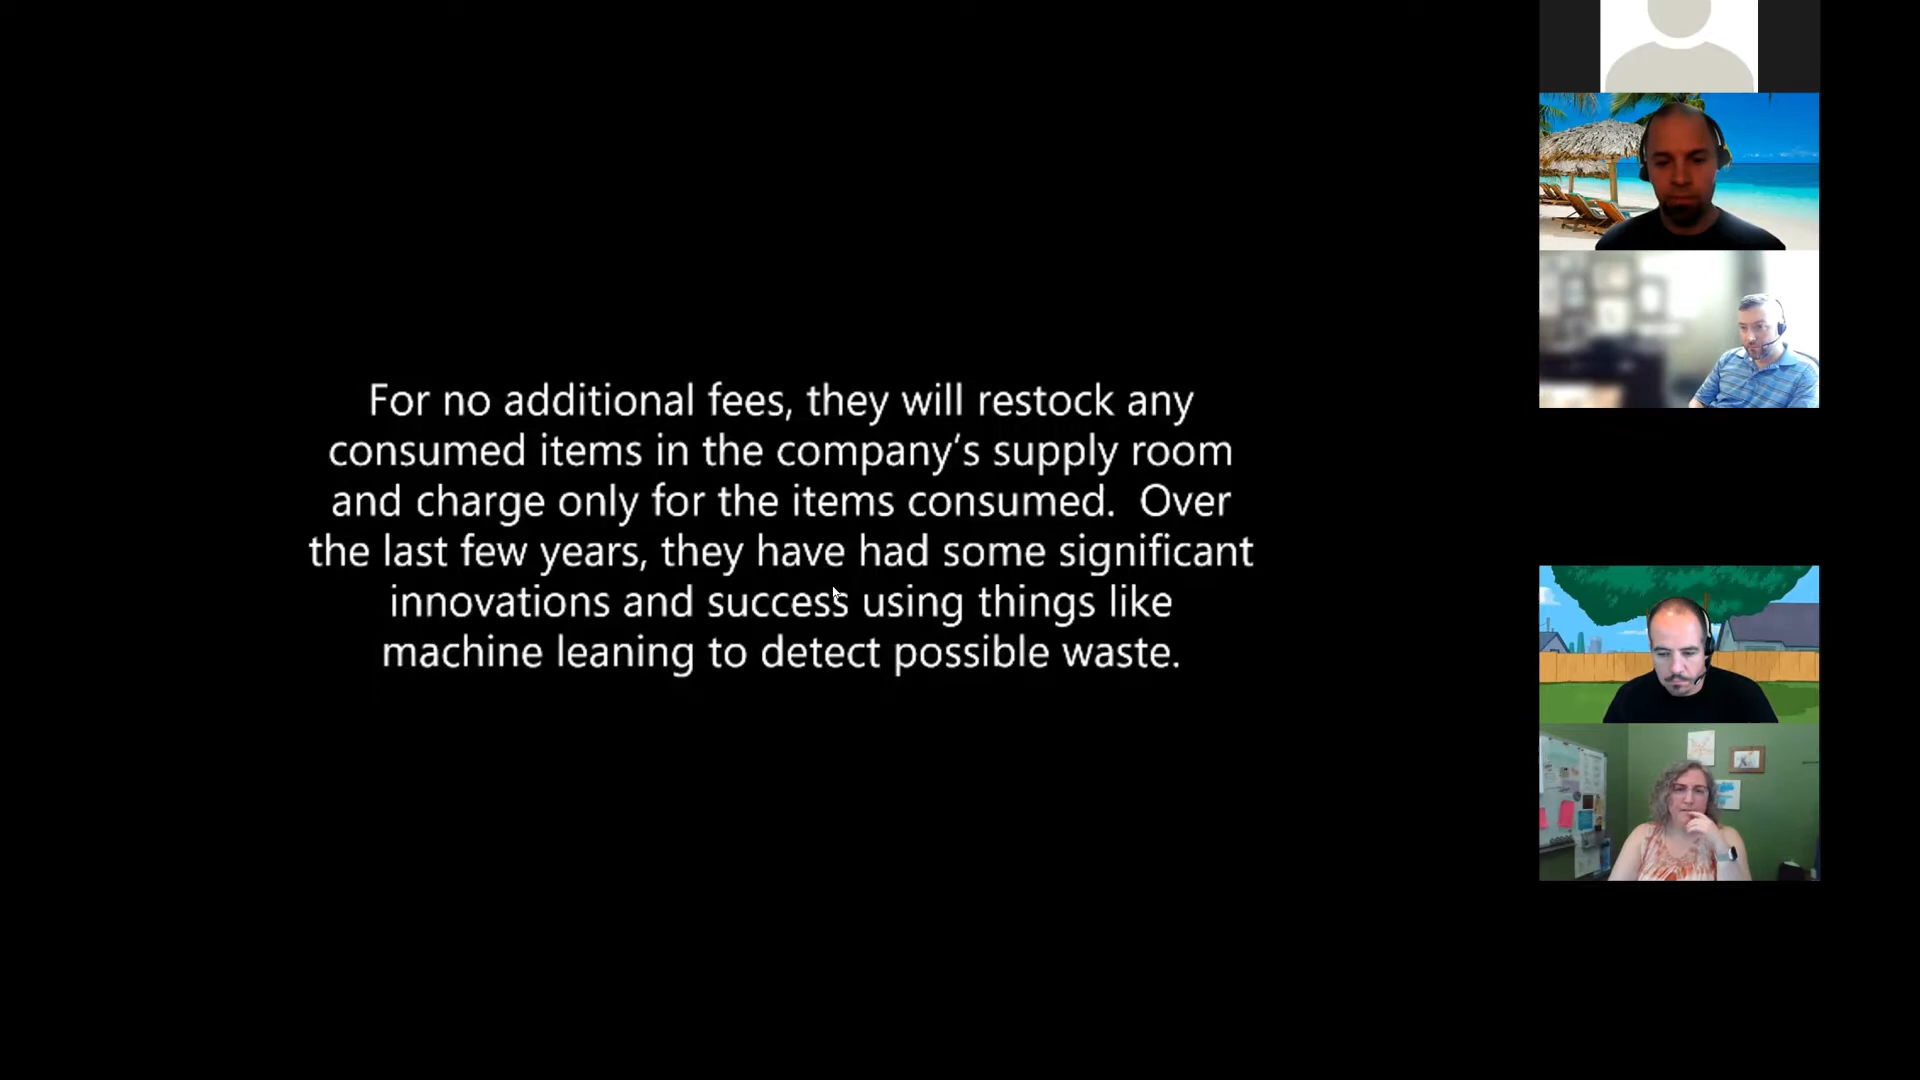 For no additional fees, they will restock any
consumed items in the company's supply room
and charge only for the items consumed.  Over
the last few years, they have had some significant
innovations and success using things like
machine leaning to detect possible waste.